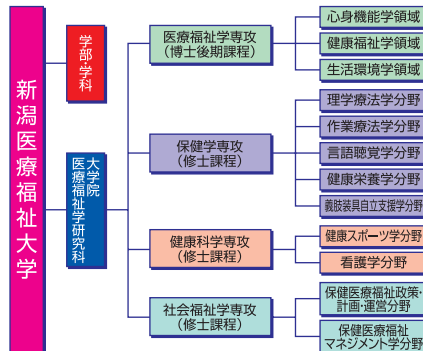 新潟医療福祉大学
学部・学科
大学院
医療福祉学研究科
医療福祉学専攻
(博士後期課程)
心身機能学領域
健康福祉学領域
生活環境学領域
保健学専攻
(修士課程)
理学療法学分野
作業療法学分野
言語聴覚学分野
健康栄養学分野
義肢装具自立支援学分野
健康科学専攻
(修士課程)
健康スポーツ学分野
看護学分野
社会福祉学専攻
(修士課程)
保健医療福祉政策・
計画・運営分野
保健医療福祉
マネジメント学分野